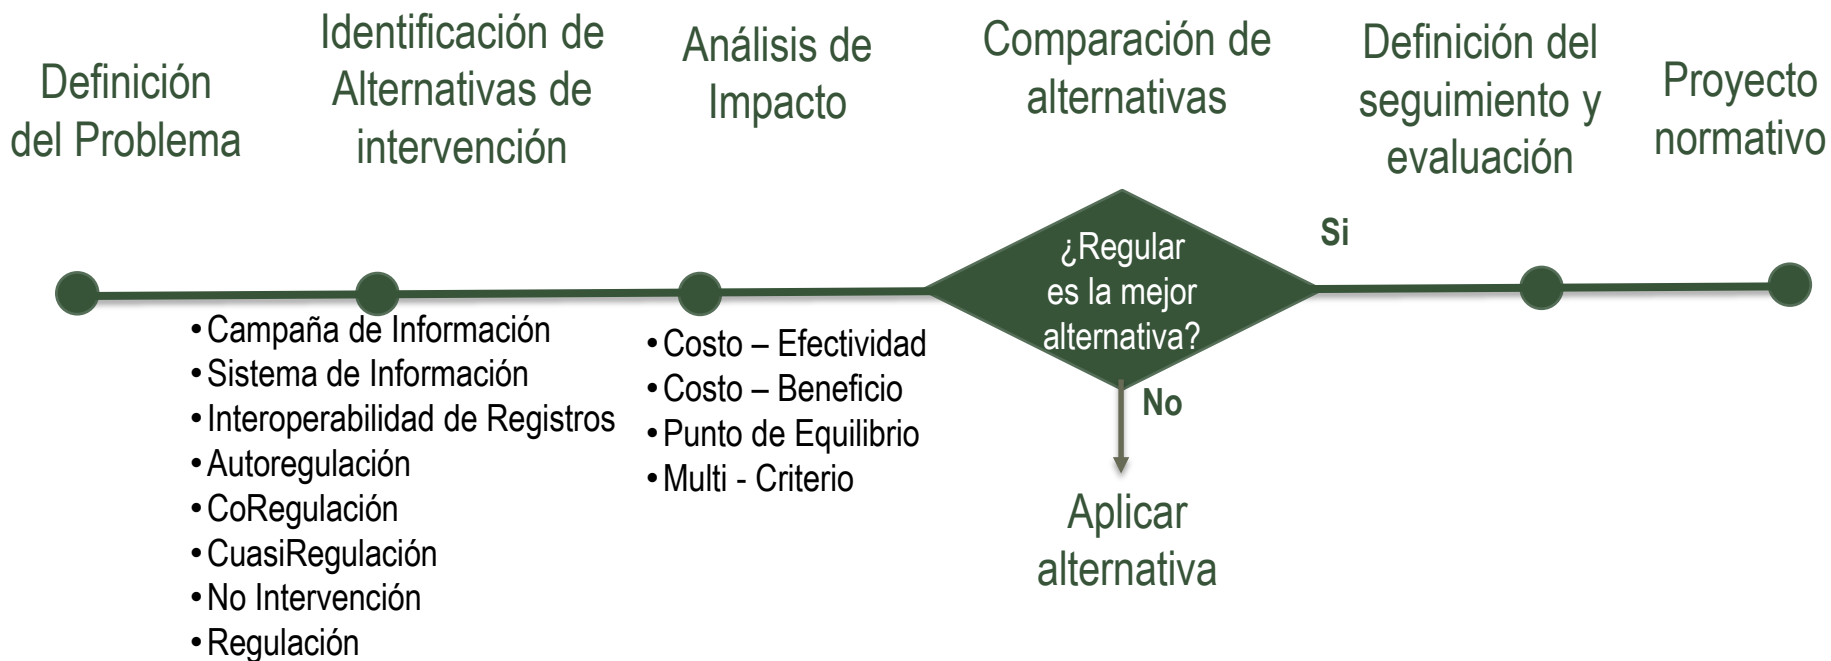 Definición
del Problema
Identificación de
Alternativas de
intervención
Análisis de
Impacto
Comparación de
alternativas
Definición del
seguimiento y
evaluación
Proyecto
normativo
•Campaña de Información
•Sistema de Información
•Interoperabilidad de Registros
•Autoregulación
•CoRegulación
•CuasiRegulación
•No Intervención
•Regulación
•Costo – Efectividad
•Costo – Beneficio
•Punto de Equilibrio
•Multi - Criterio
¿Regular
es la mejor
alternativa?
Si
No
Aplicar
alternativa